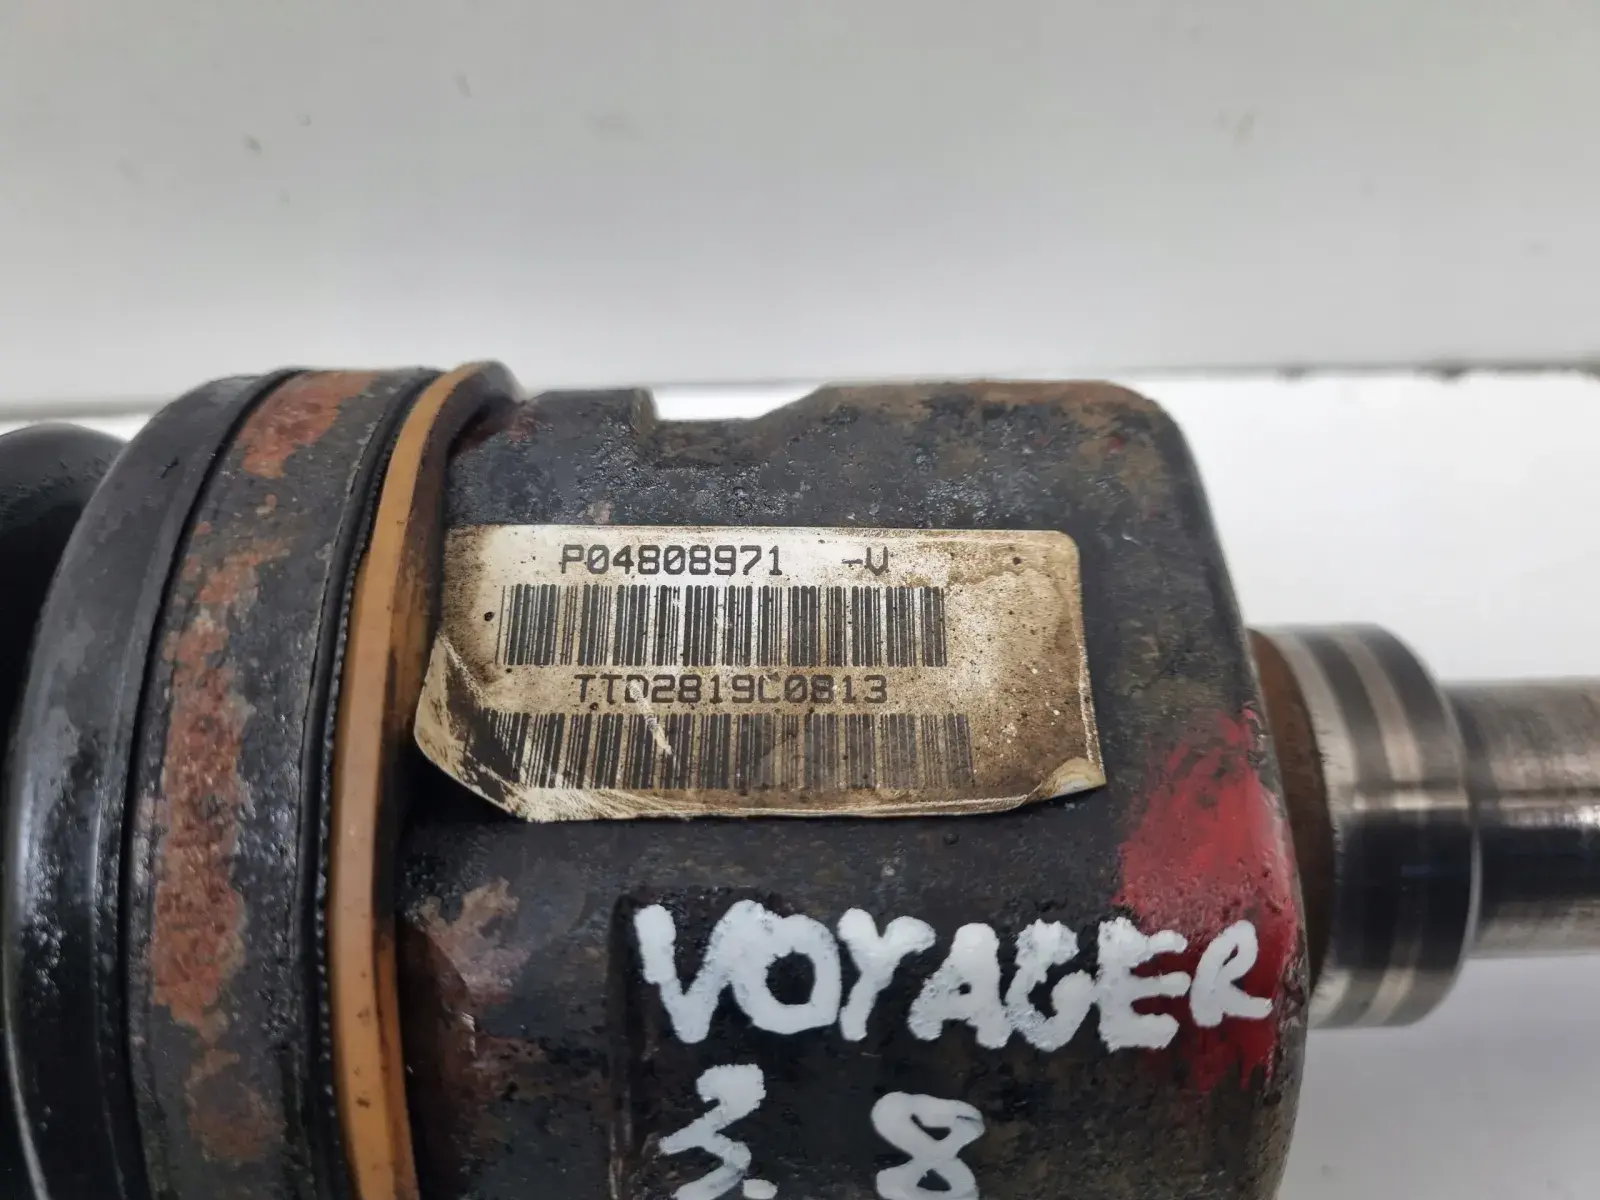 P04808971 -V
TTD2819C0813
VOYAGER
3.8